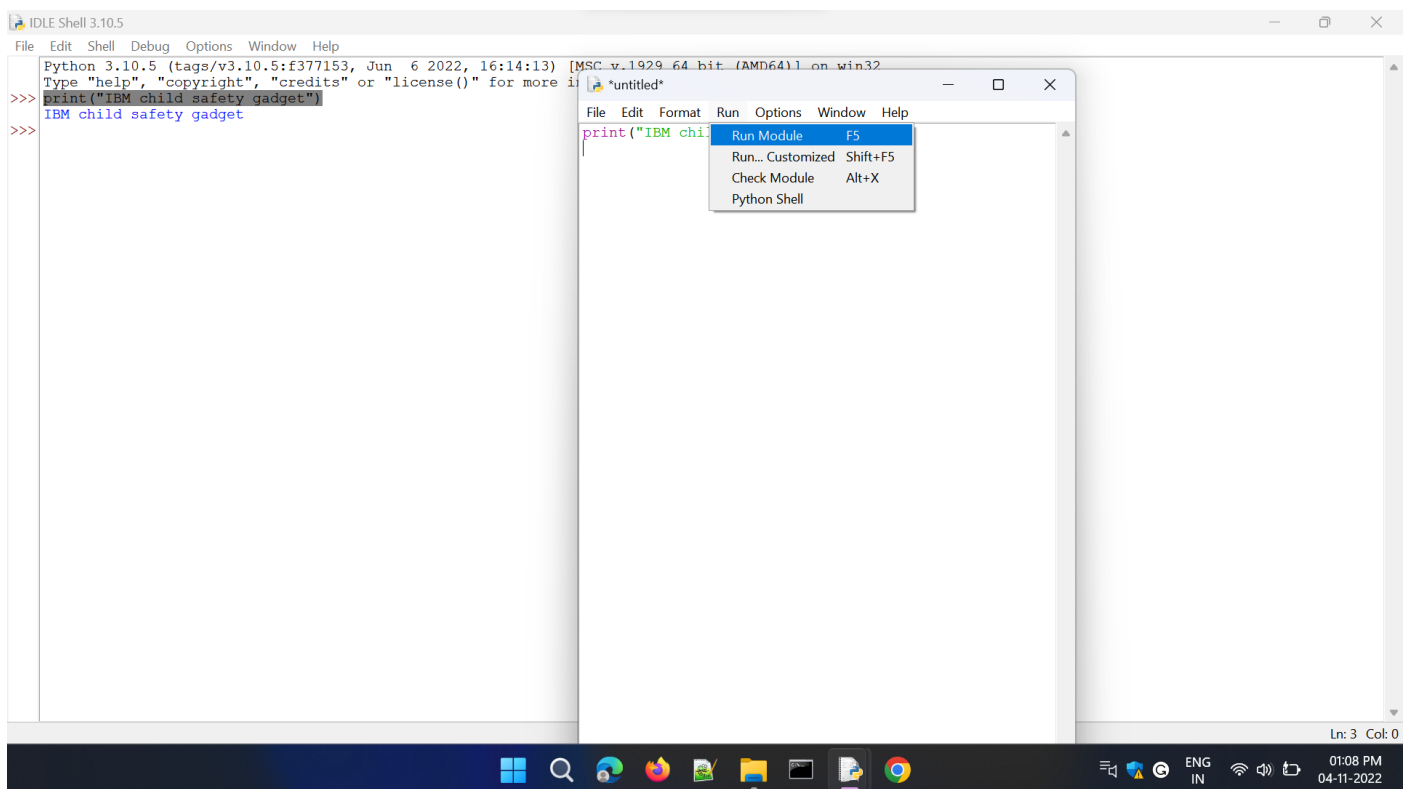 IDLE Shell 3.10.5
File Edit Shell Debug Options Window Help
Python 3.10.5 (tags/v3.10.5:f377153, Jun  6 2022, 16:14:13) [MSC v.1929 64 bit (AMD64)] on win32
Type "help", "copyright", "credits" or "license()" for more
>>> print("IBM child safety gadget")
IBM child safety gadget
>>>
*untitled*
File Edit Format Run Options Window Help
print("IBM
Run Module F5
Run... Customized Shift+F5
Check Module Alt+X
Python Shell
Ln: 3 Col: 0
ENG
IN
01:08 PM
04-11-2022